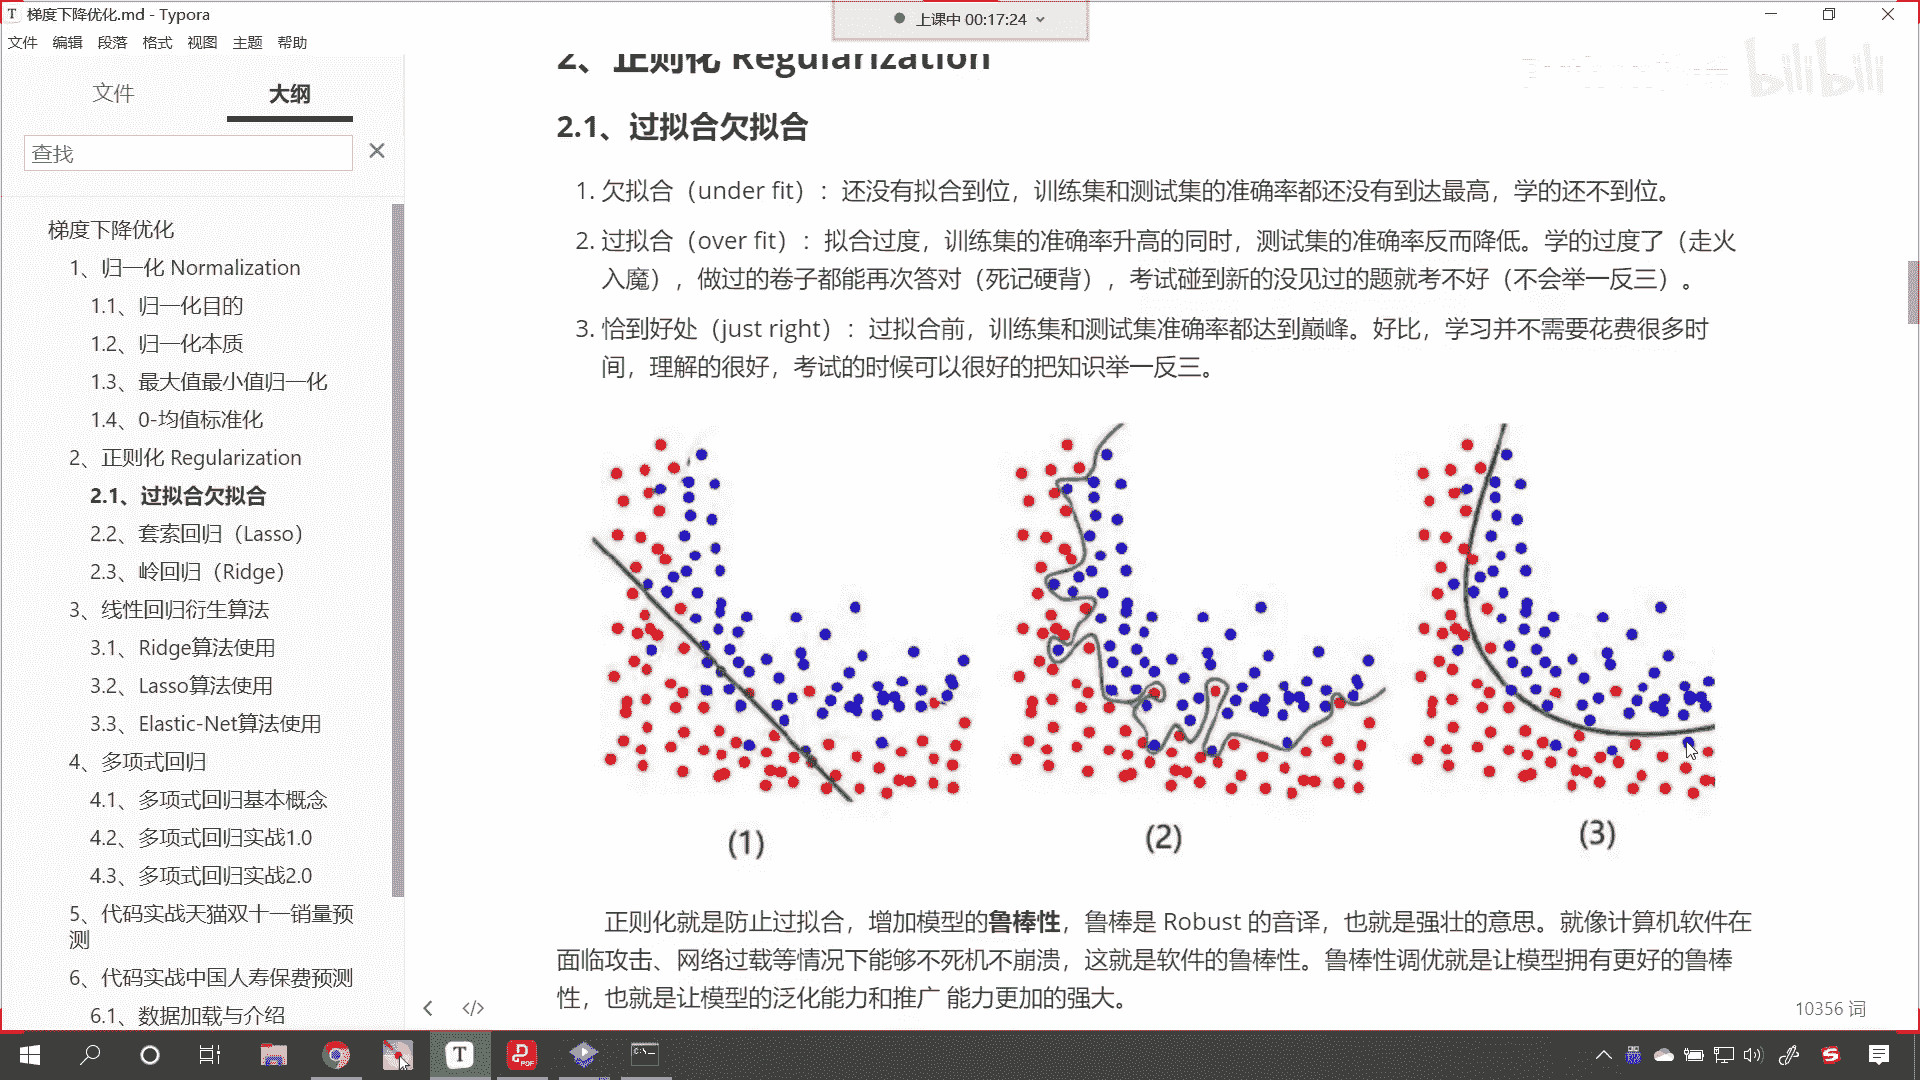 梯度下降优化.md - Typora
上课中 00:17:24
文件 编辑 段落 格式 视图 主题 帮助
文件 大纲
查找
梯度下降优化
1、归一化 Normalization
1.1、归一化目的
1.2、归一化本质
1.3、最大值最小值归一化
1.4、0-均值标准化
2、正则化 Regularization
2.1、过拟合欠拟合
2.2、套索回归（Lasso）
2.3、岭回归（Ridge）
3、线性回归衍生算法
3.1、Ridge算法使用
3.2、Lasso算法使用
3.3、Elastic-Net算法使用
4、多项式回归
4.1、多项式回归基本概念
4.2、多项式回归实战1.0
4.3、多项式回归实战2.0
5、代码实战天猫双十一销量预
测
6、代码实战中国人寿保费预测
6.1、数据加载与介绍
2、正则化 Regularization
bilibili
2.1、过拟合欠拟合
1. 欠拟合（under fit）：还没有拟合到位，训练集和测试集的准确率都还没有到达最高，学的还不到位。
2. 过拟合（over fit）：拟合过度，训练集的准确率升高的同时，测试集的准确率反而降低。学的过度了（走火
入魔），做过的卷子都能再次答对（死记硬背），考试碰到新的没见过的题就考不好（不会举一反三）。
3. 恰到好处（just right）：过拟合前，训练集和测试集准确率都达到巅峰。好比，学习并不需要花费很多时
间，理解的很好，考试的时候可以很好的把知识举一反三。
(1) (2) (3)
正则化就是防止过拟合，增加模型的鲁棒性，鲁棒是 Robust 的音译，也就是强壮的意思。就像计算机软件在
面临攻击、网络过载等情况下能够不死机不崩溃，这就是软件的鲁棒性。鲁棒性调优就是让模型拥有更好的鲁棒
性，也就是让模型的泛化能力和推广 能力更加的强大。
10356 词